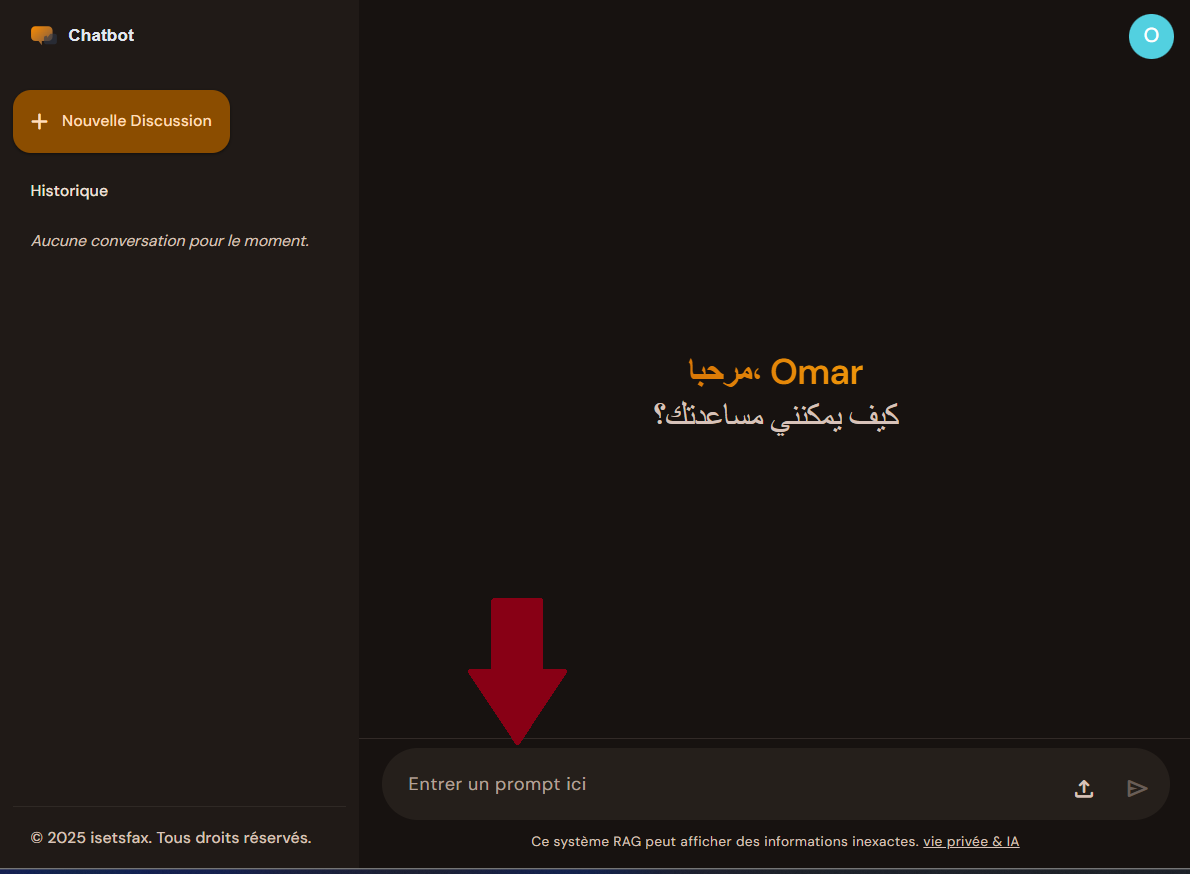 Chatbot
O
Nouvelle Discussion
Historique
Aucune conversation pour le moment.
مرحبا، Omar
كيف يمكنني مساعدتك؟
Entrer un prompt ici
Ce système RAG peut afficher des informations inexactes. vie privée & IA
© 2025 isetsfax. Tous droits réservés.